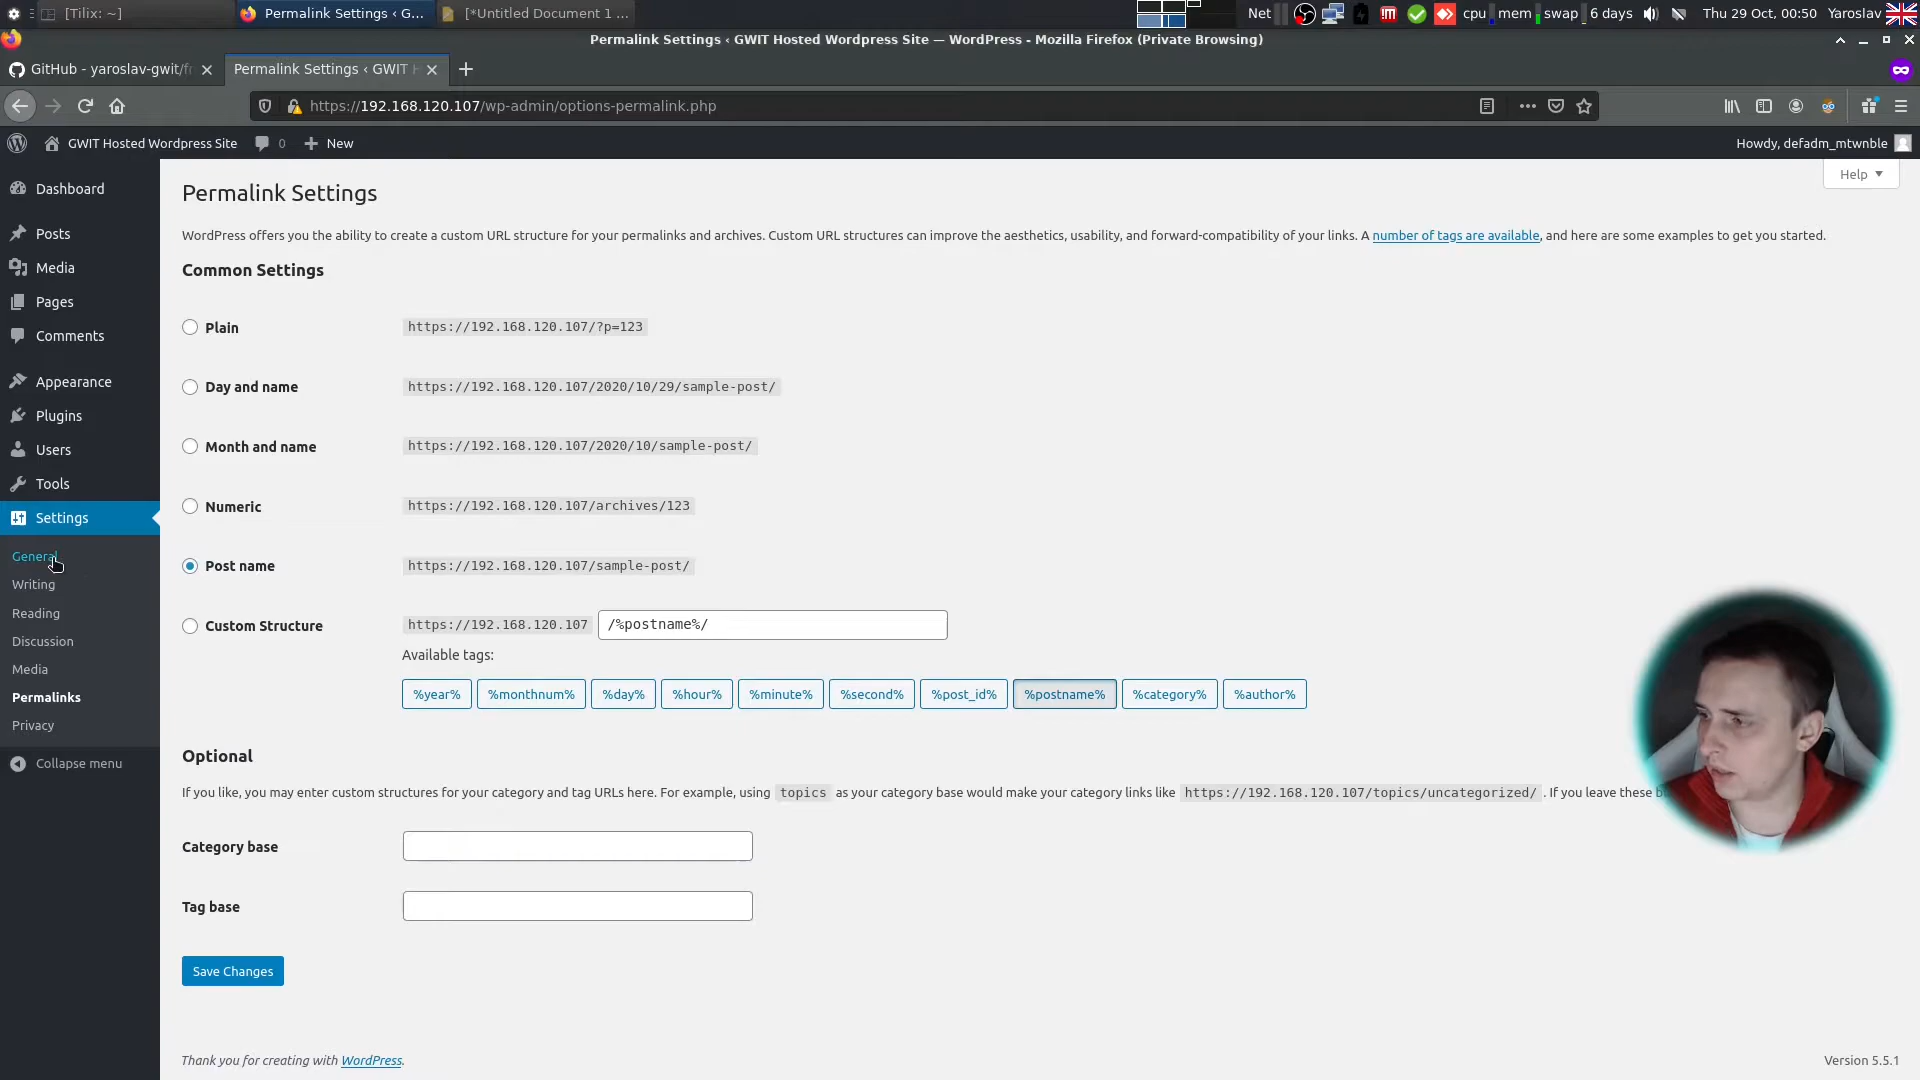 [Tilix: ~]
Permalink Settings ‹ G...
[*Untitled Document 1 ...
Net
cpu
mem
swap
6 days
Thu 29 Oct, 00:50
Yaroslav
Permalink Settings ‹ GWIT Hosted Wordpress Site — WordPress - Mozilla Firefox (Private Browsing)
GitHub - yaroslav-gwit/fr
Permalink Settings ‹ GWIT H
https://192.168.120.107/wp-admin/options-permalink.php
GWIT Hosted Wordpress Site
0
New
Howdy, defadm_mtwnble
Dashboard
Posts
Media
Pages
Comments
Appearance
Plugins
Users
Tools
Settings
General
Writing
Reading
Discussion
Media
Permalinks
Privacy
Collapse menu
Help
Permalink Settings
WordPress offers you the ability to create a custom URL structure for your permalinks and archives. Custom URL structures can improve the aesthetics, usability, and forward-compatibility of your links. A number of tags are available, and here are some examples to get you started.
Common Settings
Plain https://192.168.120.107/?p=123
Day and name https://192.168.120.107/2020/10/29/sample-post/
Month and name https://192.168.120.107/2020/10/sample-post/
Numeric https://192.168.120.107/archives/123
Post name https://192.168.120.107/sample-post/
Custom Structure https://192.168.120.107 /%postname%/
Available tags:
%year% %monthnum% %day% %hour% %minute% %second% %post_id% %postname% %category% %author%
Optional
If you like, you may enter custom structures for your category and tag URLs here. For example, using topics as your category base would make your category links like https://192.168.120.107/topics/uncategorized/ . If you leave these
Category base
Tag base
Save Changes
Thank you for creating with WordPress.
Version 5.5.1